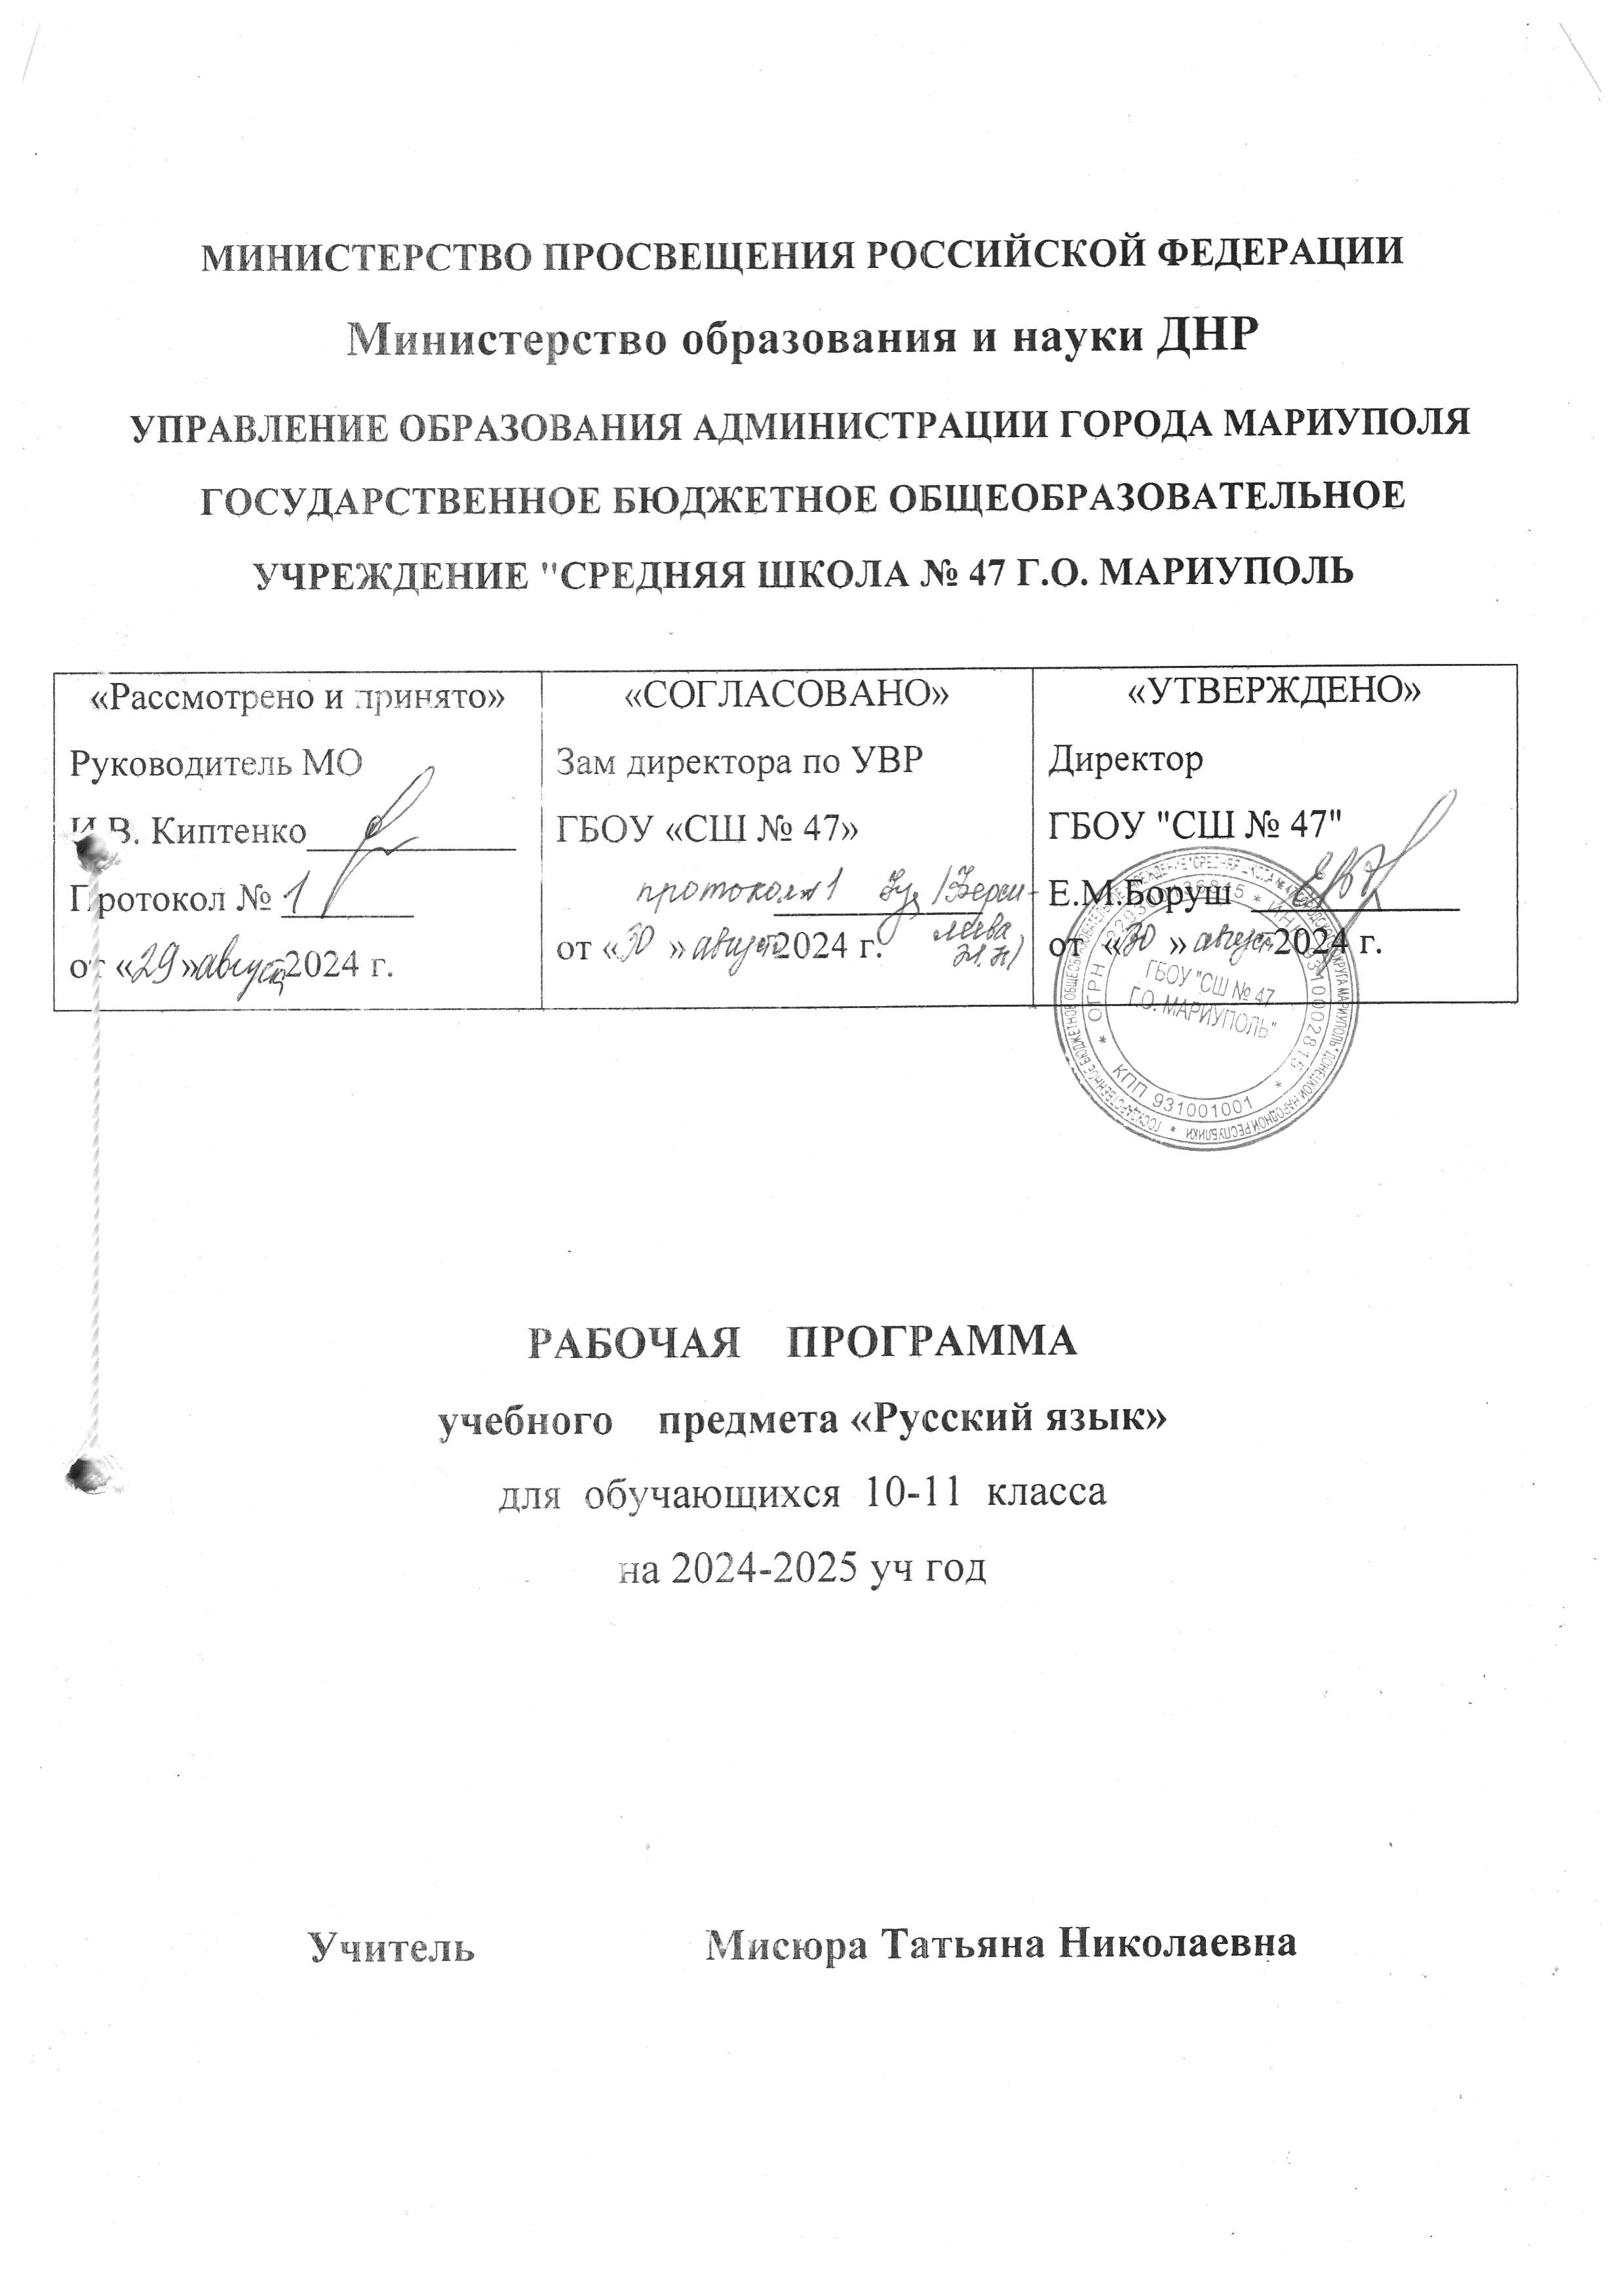 МИНИСТЕРСТВО ПРОСВЕЩЕНИЯ РОССИЙСКОЙ ФЕДЕРАЦИИ
Министерство образования и науки ДНР
УПРАВЛЕНИЕ ОБРАЗОВАНИЯ АДМИНИСТРАЦИИ ГОРОДА МАРИУПОЛЯ
ГОСУДАРСТВЕННОЕ БЮДЖЕТНОЕ ОБЩЕОБРАЗОВАТЕЛЬНОЕ
УЧРЕЖДЕНИЕ "СРЕДНЯЯ ШКОЛА № 47 Г.О. МАРИУПОЛЬ
«Рассмотрено и принято»
Руководитель МО
И.В. Киптенко
Протокол № 1
от «29» август 2024 г.
«СОГЛАСОВАНО»
Зам директора по УВР
ГБОУ «СШ № 47»
протокол 1
от «30 » август 2024 г.
«УТВЕРЖДЕНО»
Директор
ГБОУ "СШ № 47"
Е.М.Боруш
от «30 » август 2024 г.
ГБОУ "СШ № 47
Г.О. МАРИУПОЛЬ"
КПП 931001001
РАБОЧАЯ ПРОГРАММА
учебного предмета «Русский язык»
для обучающихся 10-11 класса
на 2024-2025 уч год
Учитель Мисюра Татьяна Николаевна